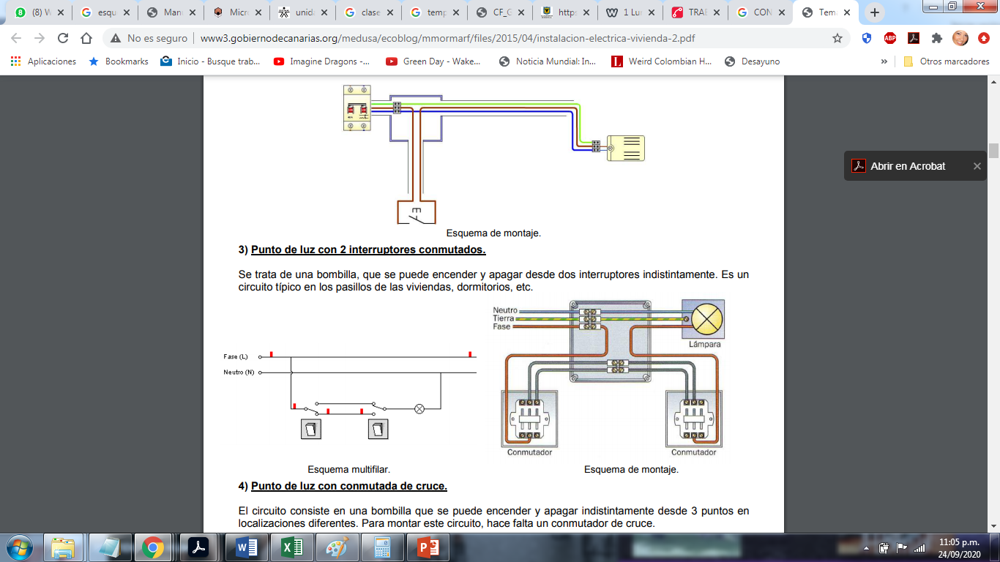 (8) W
esqu
Man
Micr
unida
clase
temp
CF_G
https
1 Lur
TRAE
CON
Tema
No es seguro | www3.gobiernodecanarias.org/medusa/ecoblog/mmormarf/files/2015/04/instalacion-electrica-vivienda-2.pdf
ABP
Aplicaciones
Bookmarks
Inicio - Busque trab...
Imagine Dragons -...
Green Day - Wake...
Noticia Mundial: In...
Weird Colombian H...
Desayuno
»
Otros marcadores
Abrir en Acrobat
Esquema de montaje.
3) Punto de luz con 2 interruptores conmutados.
Se trata de una bombilla, que se puede encender y apagar desde dos interruptores indistintamente. Es un
circuito típico en los pasillos de las viviendas, dormitorios, etc.
Neutro
Tierra
Fase
Lámpara
Fase (L)
Neutro (N)
Conmutador
Conmutador
Esquema multifilar.
Esquema de montaje.
4) Punto de luz con conmutada de cruce.
El circuito consiste en una bombilla que se puede encender y apagar indistintamente desde 3 puntos en
localizaciones diferentes. Para montar este circuito, hace falta un conmutador de cruce.
11:05 p.m.
24/09/2020